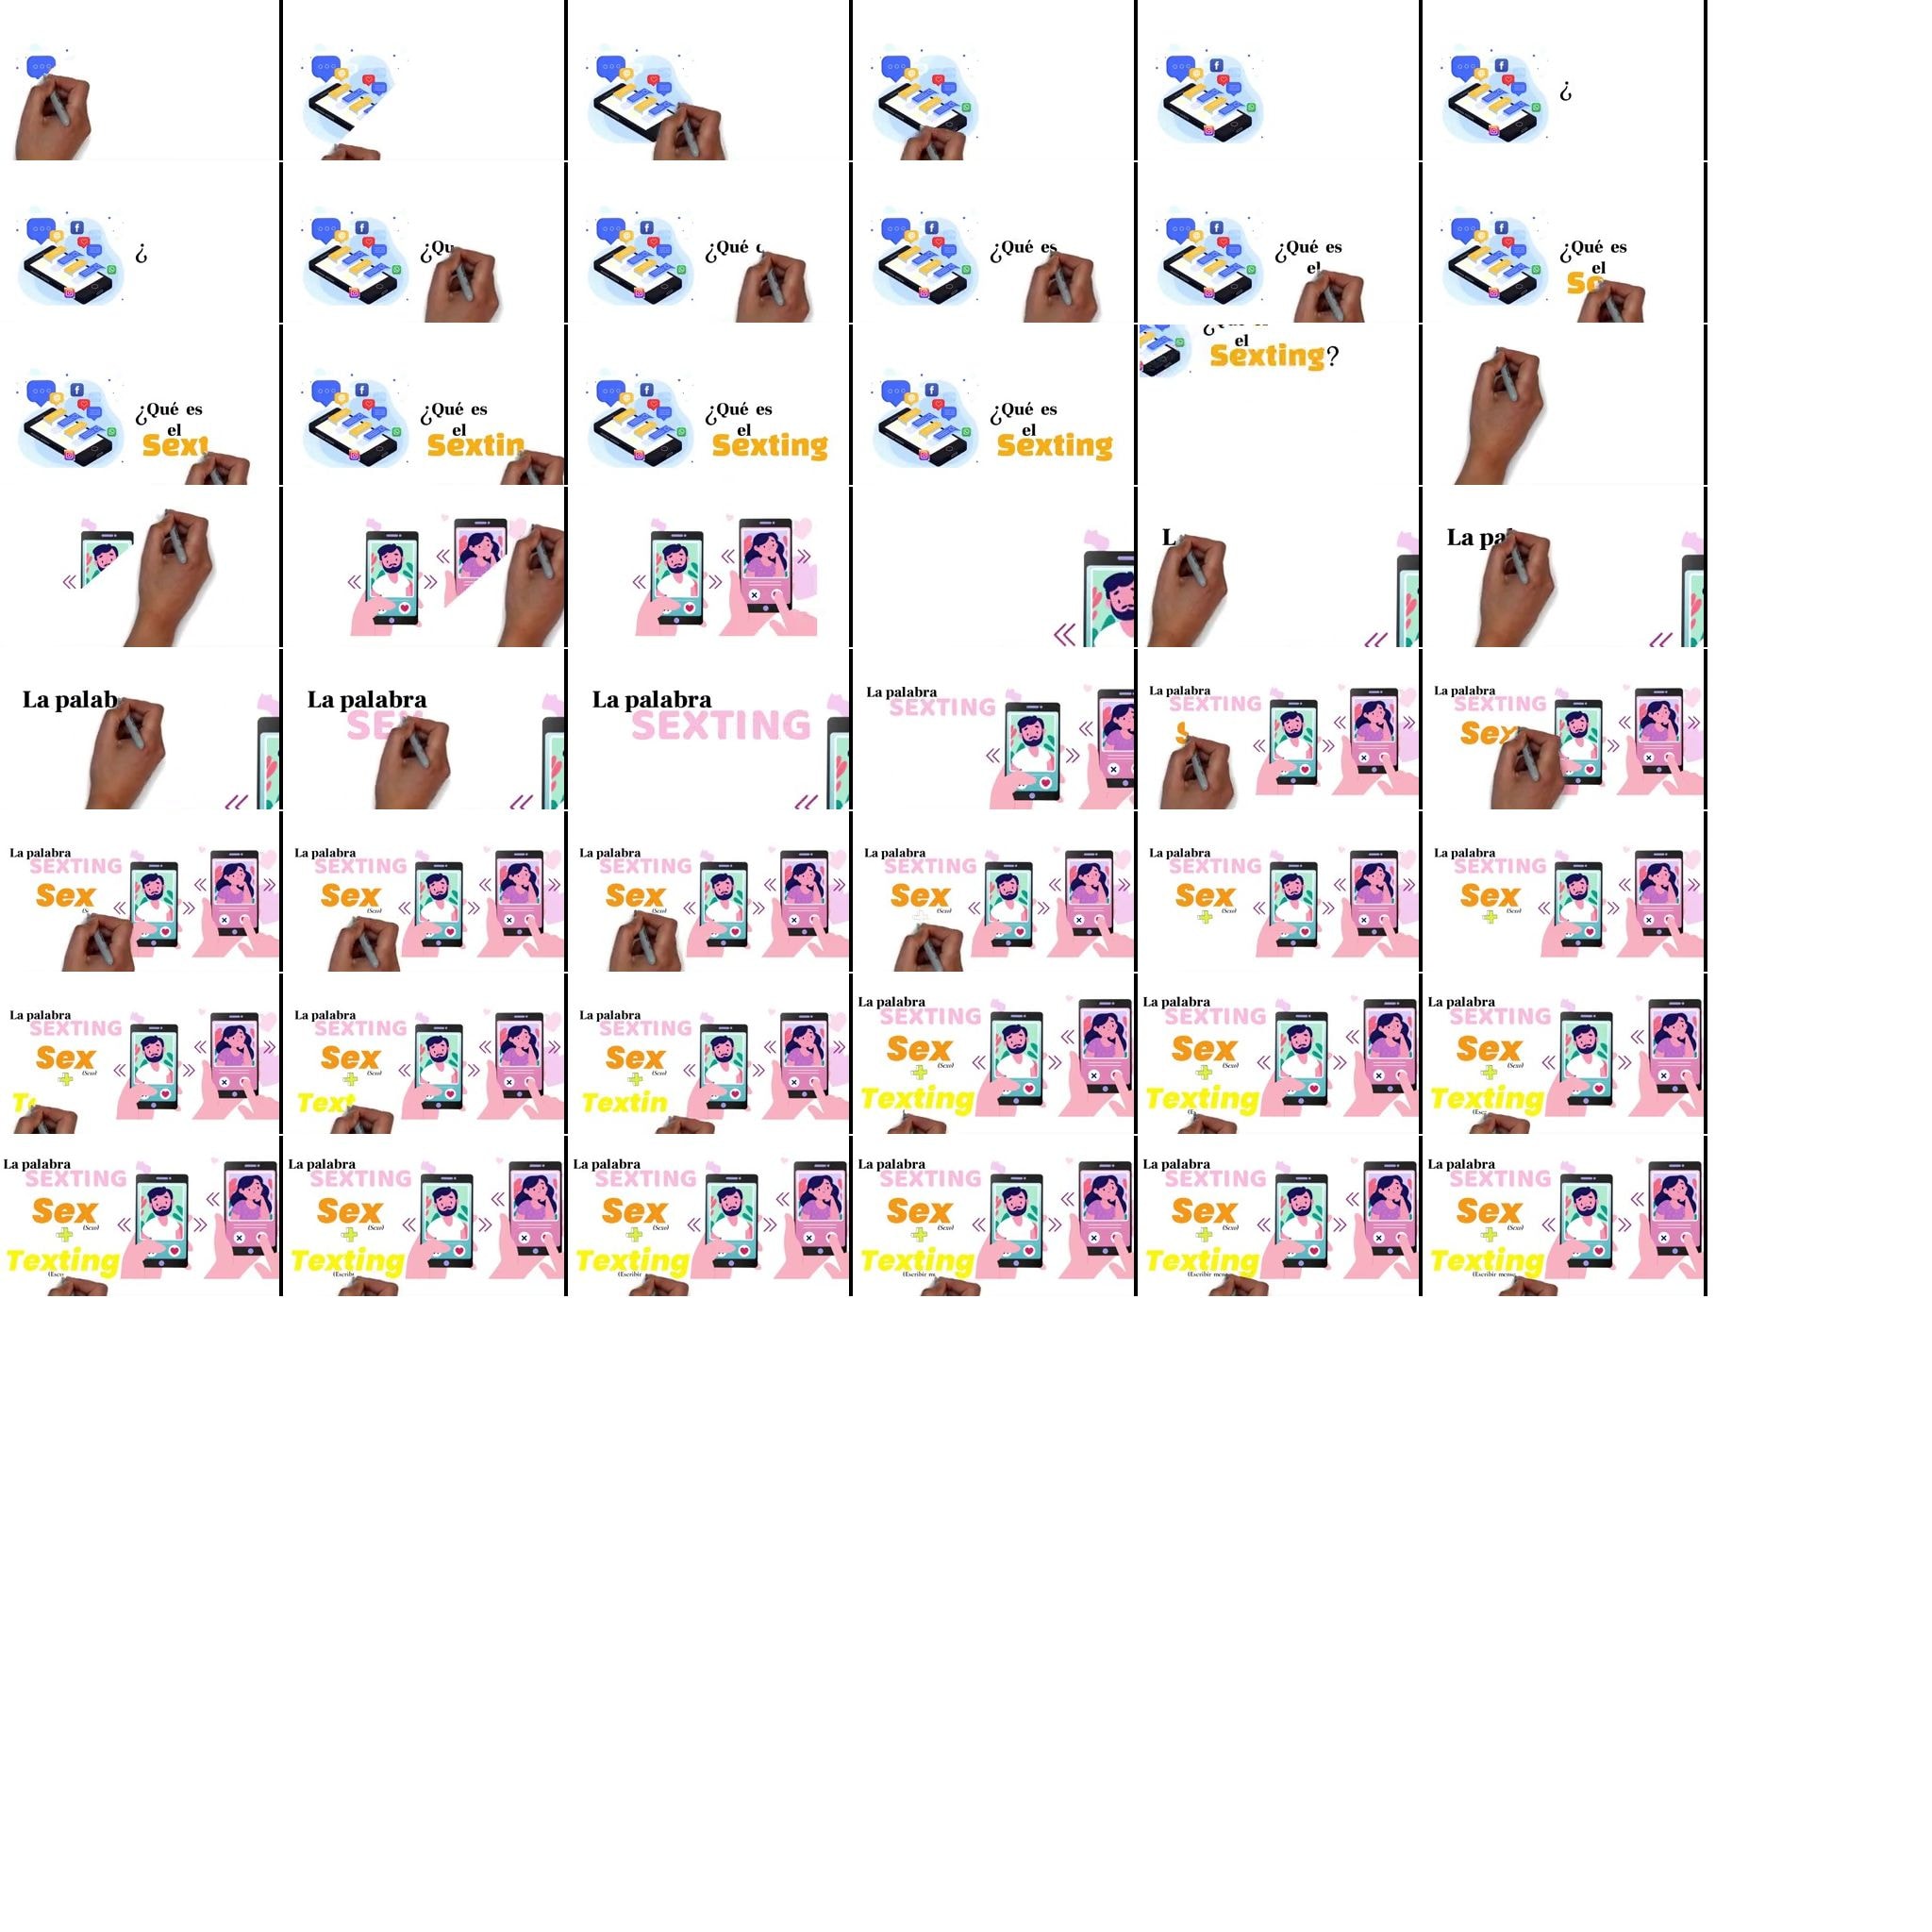 ¿
¿
¿Qu
¿Qué
¿Qué es
¿Qué es
el
¿Qué es
el
Se
¿Qué es
el
Sext
¿Qué es
el
Sextin
¿Qué es
el
Sexting
¿Qué es
el
Sexting
el
Sexting?
L
La pa
La palab
La palabra
SEX
La palabra
SEXTING
La palabra
SEXTING
La palabra
SEXTING
S
La palabra
SEXTING
Sex
La palabra
SEXTING
Sex
La palabra
SEXTING
Sex
(Sexo)
La palabra
SEXTING
Sex
(Sexo)
La palabra
SEXTING
Sex
(Sexo)
La palabra
SEXTING
Sex
(Sexo)
+
La palabra
SEXTING
Sex
(Sexo)
+
La palabra
SEXTING
Sex
(Sexo)
+
T
La palabra
SEXTING
Sex
(Sexo)
+
Text
La palabra
SEXTING
Sex
(Sexo)
+
Textin
La palabra
SEXTING
Sex
(Sexo)
+
Texting
La palabra
SEXTING
Sex
(Sexo)
+
Texting
(E
La palabra
SEXTING
Sex
(Sexo)
+
Texting
(Esc
La palabra
SEXTING
Sex
(Sexo)
+
Texting
(Escr
La palabra
SEXTING
Sex
(Sexo)
+
Texting
(Escrib
La palabra
SEXTING
Sex
(Sexo)
+
Texting
(Escribir
La palabra
SEXTING
Sex
(Sexo)
+
Texting
(Escribir m
La palabra
SEXTING
Sex
(Sexo)
+
Texting
(Escribir mens
La palabra
SEXTING
Sex
(Sexo)
+
Texting
(Escribir mensa